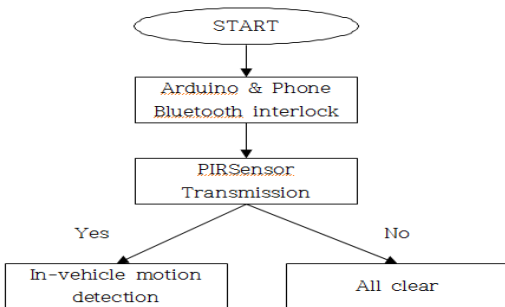 START
Arduino & Phone
Bluetooth interlock
PIRSensor
Transmission
Yes
No
In-vehicle motion
detection
All clear